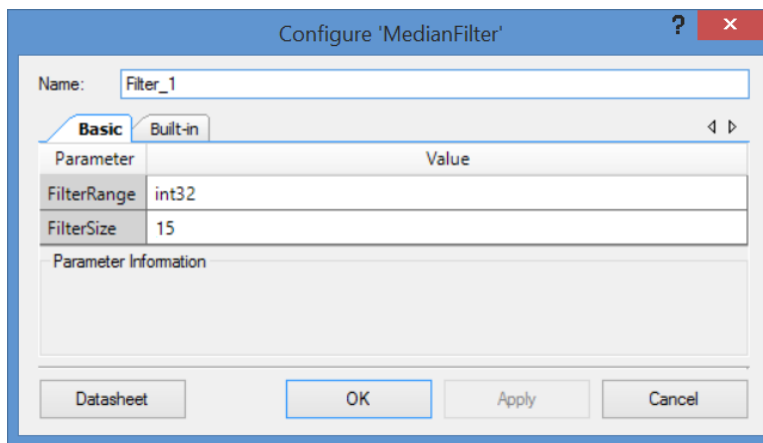 Configure 'MedianFilter'
?
Name: Filter_1
Basic Built-in
Parameter Value
FilterRange int32
FilterSize 15
Parameter Information
Datasheet OK Apply Cancel